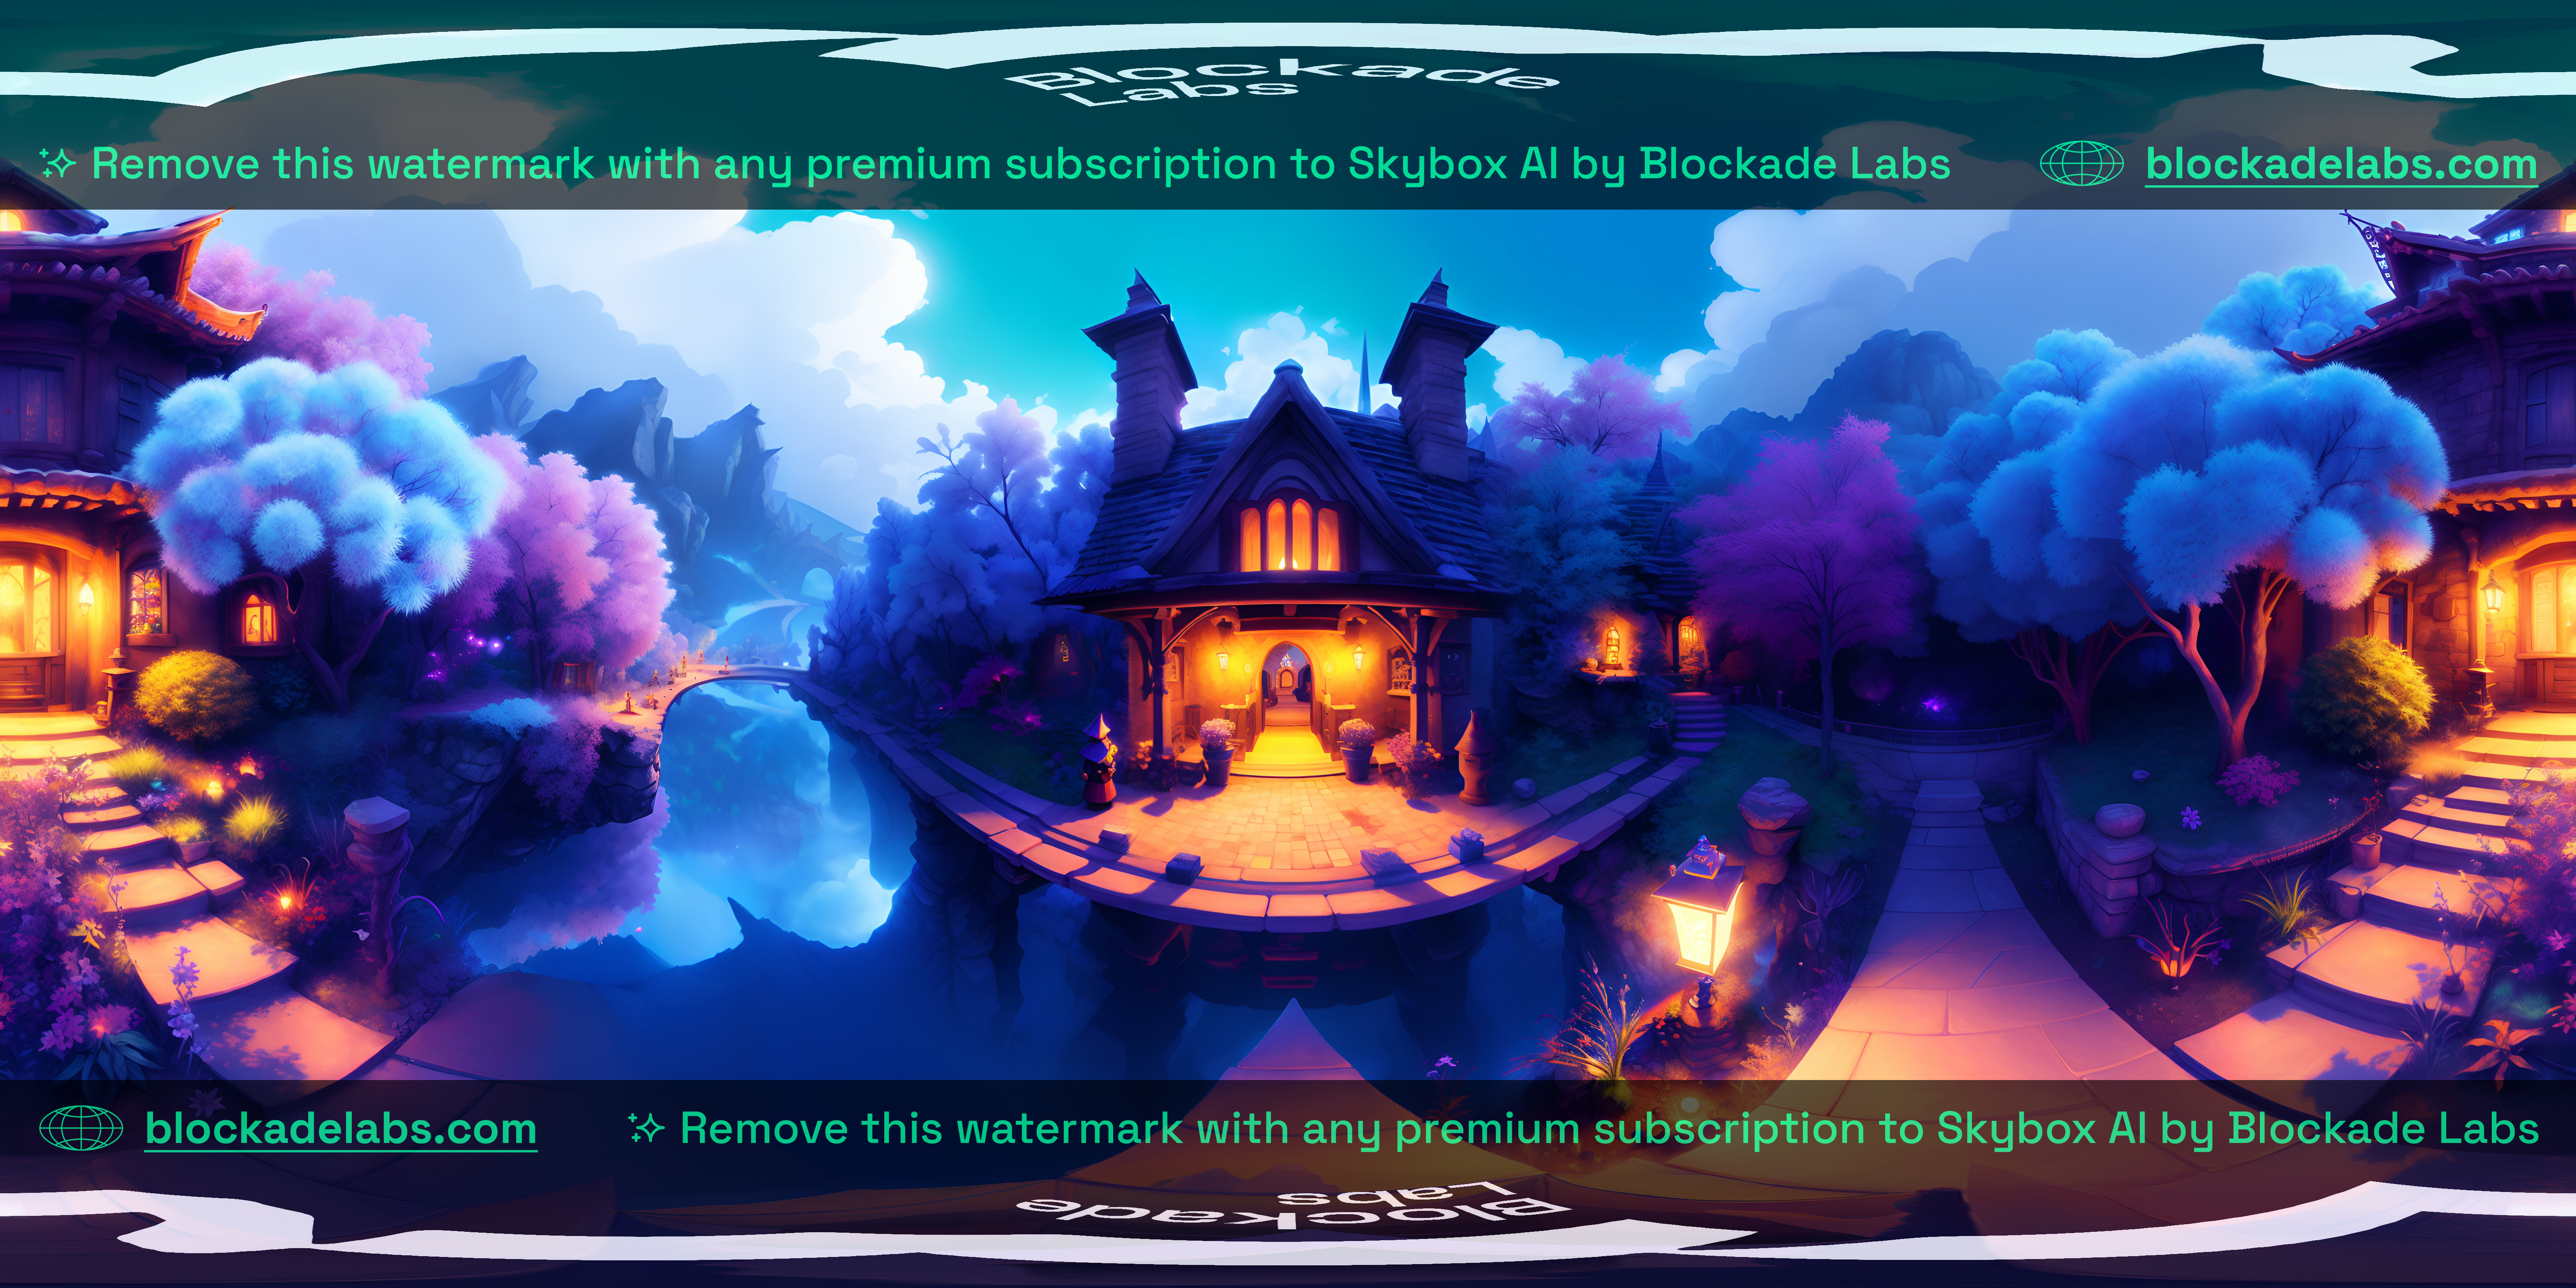 Blockade
Labs
Remove this watermark with any premium subscription to Skybox AI by Blockade Labs
blockadelabs.com
blockadelabs.com
Remove this watermark with any premium subscription to Skybox AI by Blockade Labs
Blockade
Labs